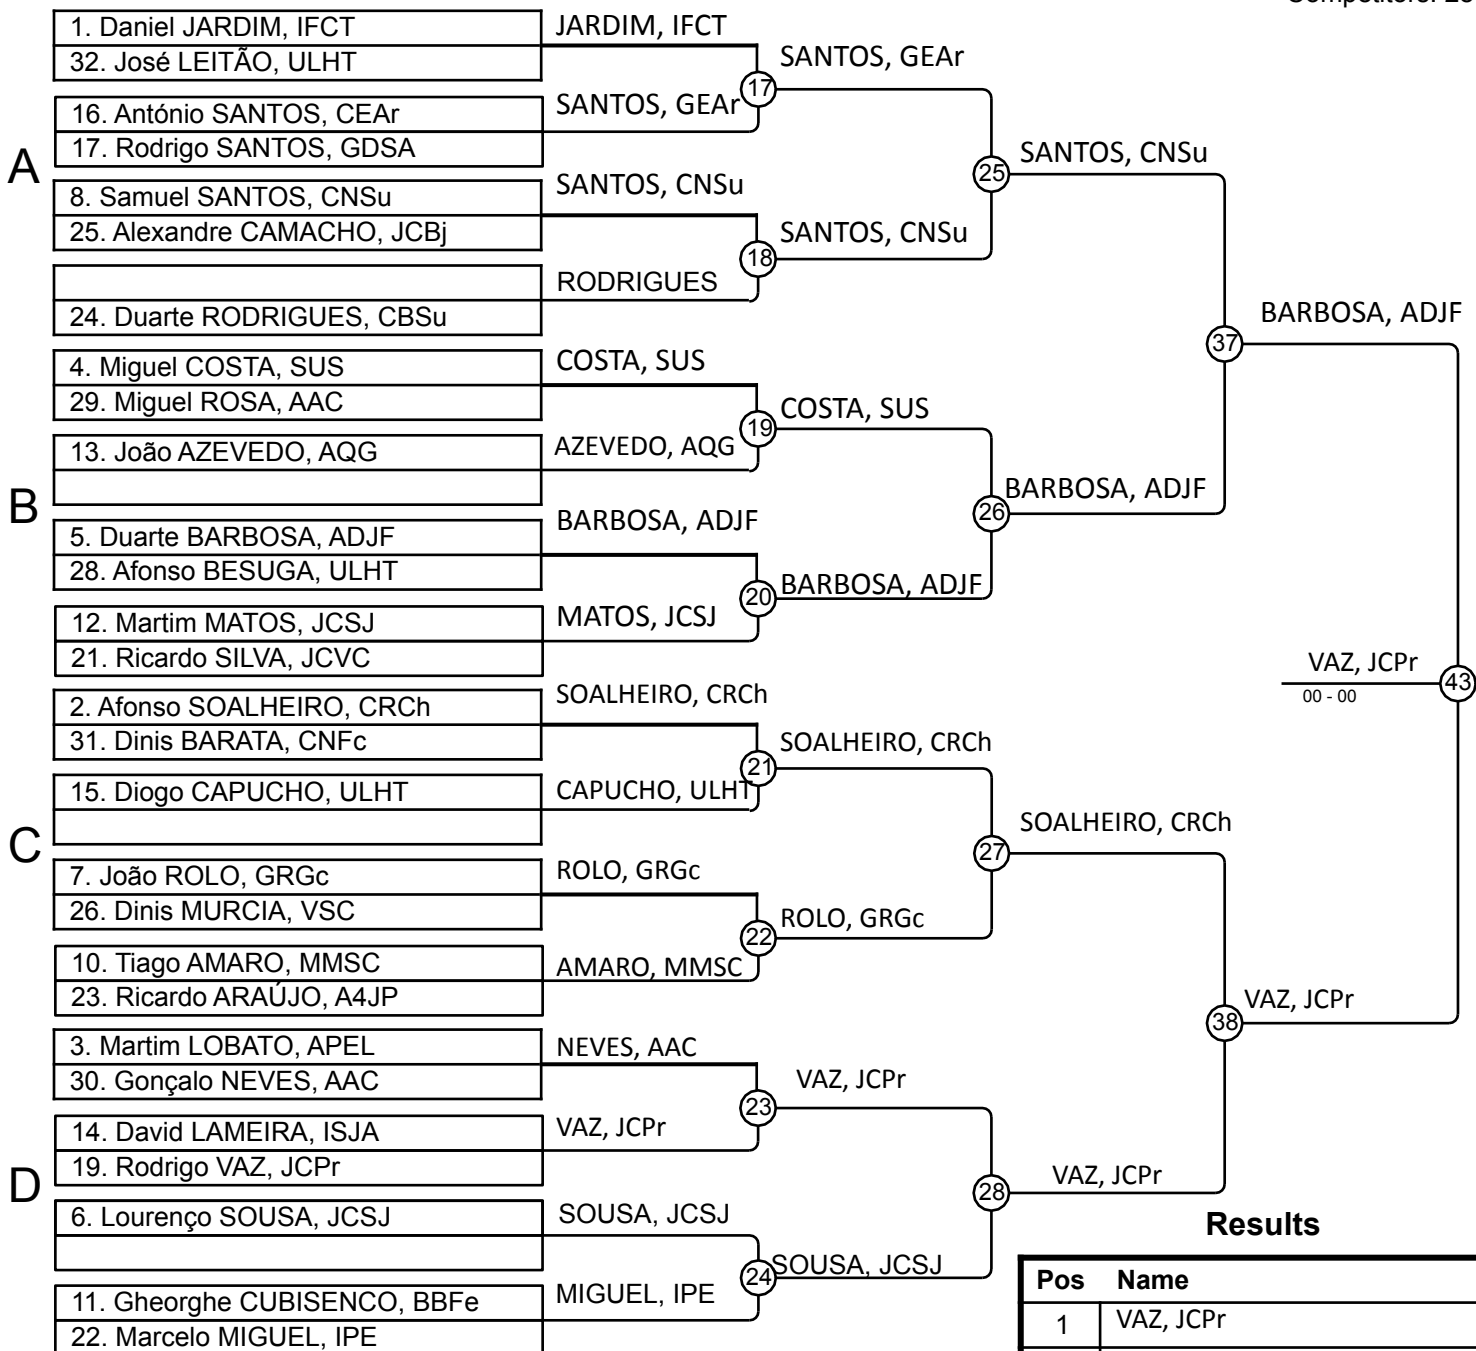 1. Daniel JARDIM, IFCT
32. José LEITÃO, ULHT
16. António SANTOS, CEAr
17. Rodrigo SANTOS, GDSA
A
8. Samuel SANTOS, CNSu
25. Alexandre CAMACHO, JCBj
24. Duarte RODRIGUES, CBSu
4. Miguel COSTA, SUS
29. Miguel ROSA, AAC
13. João AZEVEDO, AQG
B
5. Duarte BARBOSA, ADJF
28. Afonso BESUGA, ULHT
12. Martim MATOS, JCSJ
21. Ricardo SILVA, JCVC
2. Afonso SOALHEIRO, CRCh
31. Dinis BARATA, CNFc
15. Diogo CAPUCHO, ULHT
C
7. João ROLO, GRGc
26. Dinis MURCIA, VSC
10. Tiago AMARO, MMSC
23. Ricardo ARAÚJO, A4JP
3. Martim LOBATO, APEL
30. Gonçalo NEVES, AAC
14. David LAMEIRA, ISJA
19. Rodrigo VAZ, JCPr
D
6. Lourenço SOUSA, JCSJ
11. Gheorghe CUBISENCO, BBFe
22. Marcelo MIGUEL, IPE
JARDIM, IFCT
SANTOS, GEAr
SANTOS, CNSu
RODRIGUES
COSTA, SUS
AZEVEDO, AQG
BARBOSA, ADJF
MATOS, JCSJ
SOALHEIRO, CRCh
CAPUCHO, ULHT
ROLO, GRGc
AMARO, MMSC
NEVES, AAC
VAZ, JCPr
SOUSA, JCSJ
MIGUEL, IPE
17
18
19
20
21
22
23
24
SANTOS, GEAr
SANTOS, CNSu
COSTA, SUS
BARBOSA, ADJF
SOALHEIRO, CRCh
ROLO, GRGc
VAZ, JCPr
SOUSA, JCSJ
25
26
27
28
SANTOS, CNSu
BARBOSA, ADJF
SOALHEIRO, CRCh
VAZ, JCPr
37
38
BARBOSA, ADJF
VAZ, JCPr
VAZ, JCPr
00 - 00
43
Results
Pos Name
1 VAZ, JCPr